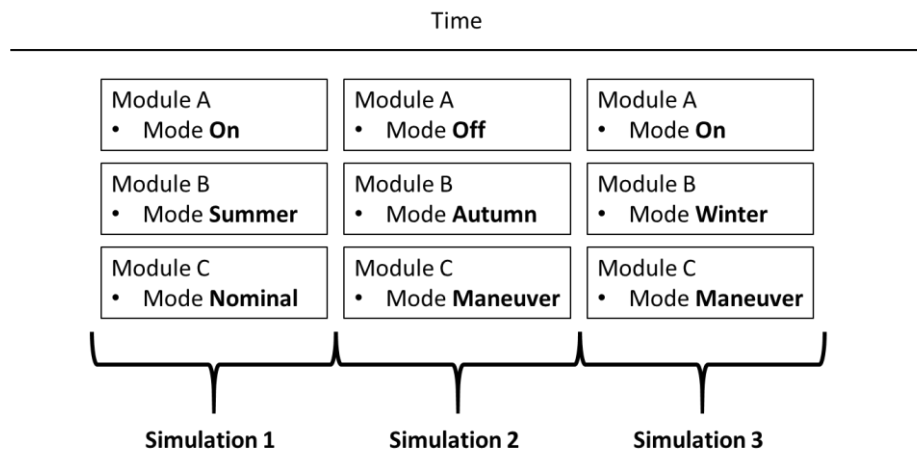 Time
Module A
• Mode On
Module B
• Mode Summer
Module C
• Mode Nominal
Simulation 1
Module A
• Mode Off
Module B
• Mode Autumn
Module C
• Mode Maneuver
Simulation 2
Module A
• Mode On
Module B
• Mode Winter
Module C
• Mode Maneuver
Simulation 3